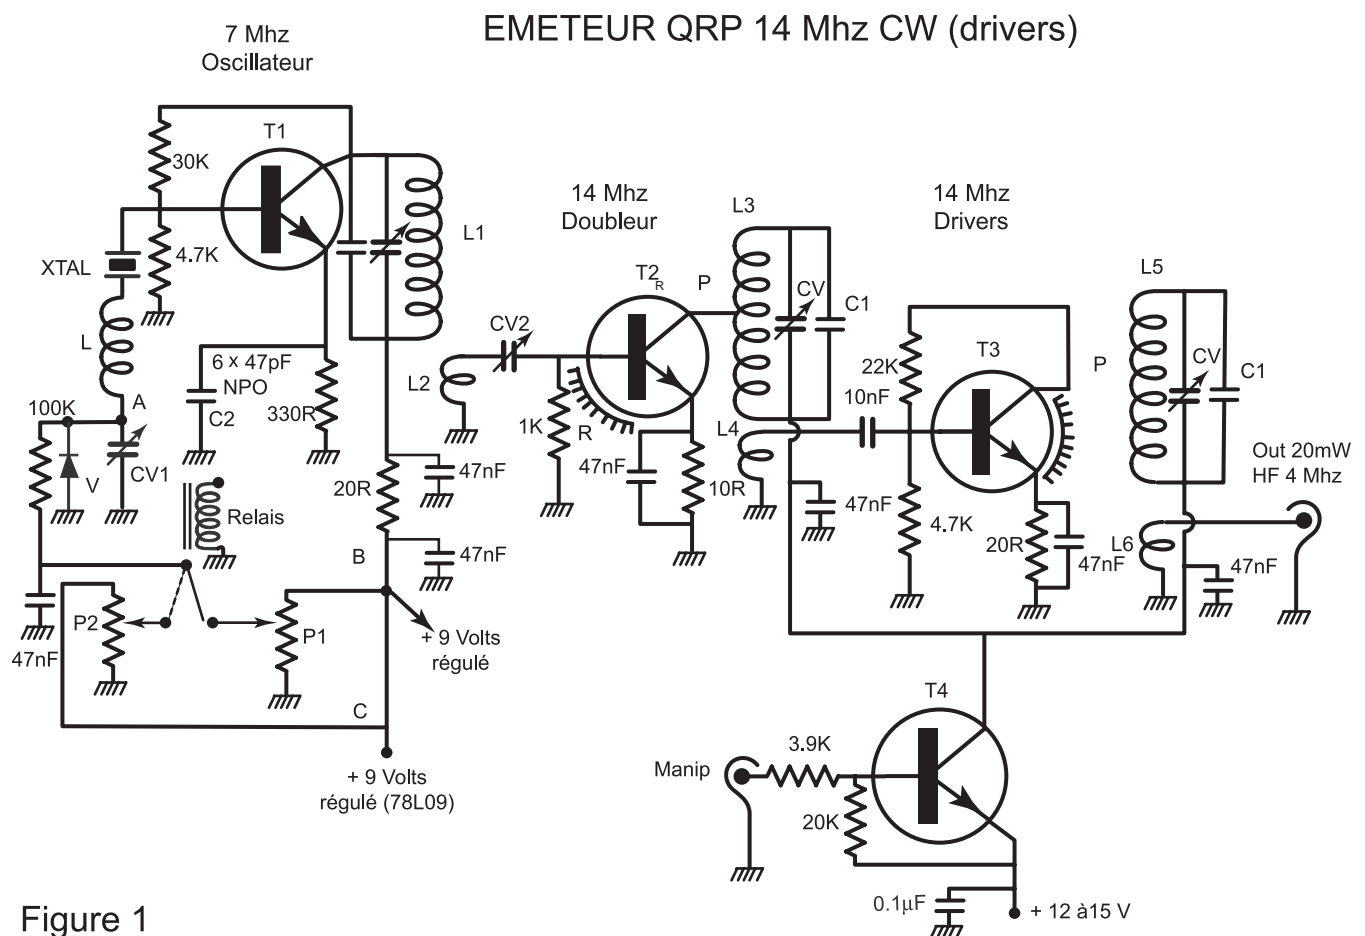 EMETEUR QRP 14 Mhz CW (drivers)
7 Mhz
Oscillateur
T1
30K
4.7K
XTAL
L
L1
6 x 47pF
NPO
C2
330R
A
100K
V
CV1
Relais
20R
47nF
47nF
B
P2
P1
47nF
+ 9 Volts
régulé
C
+ 9 Volts
régulé (78L09)
14 Mhz
Doubleur
T2
R
P
CV2
L2
1K
R
47nF
10R
L3
CV
C1
L4
47nF
14 Mhz
Drivers
T3
22K
10nF
4.7K
20R
47nF
L5
P
CV
C1
L6
47nF
Out 20mW
HF 4 Mhz
T4
Manip
3.9K
20K
0.1µF
+ 12 à15 V
Figure 1